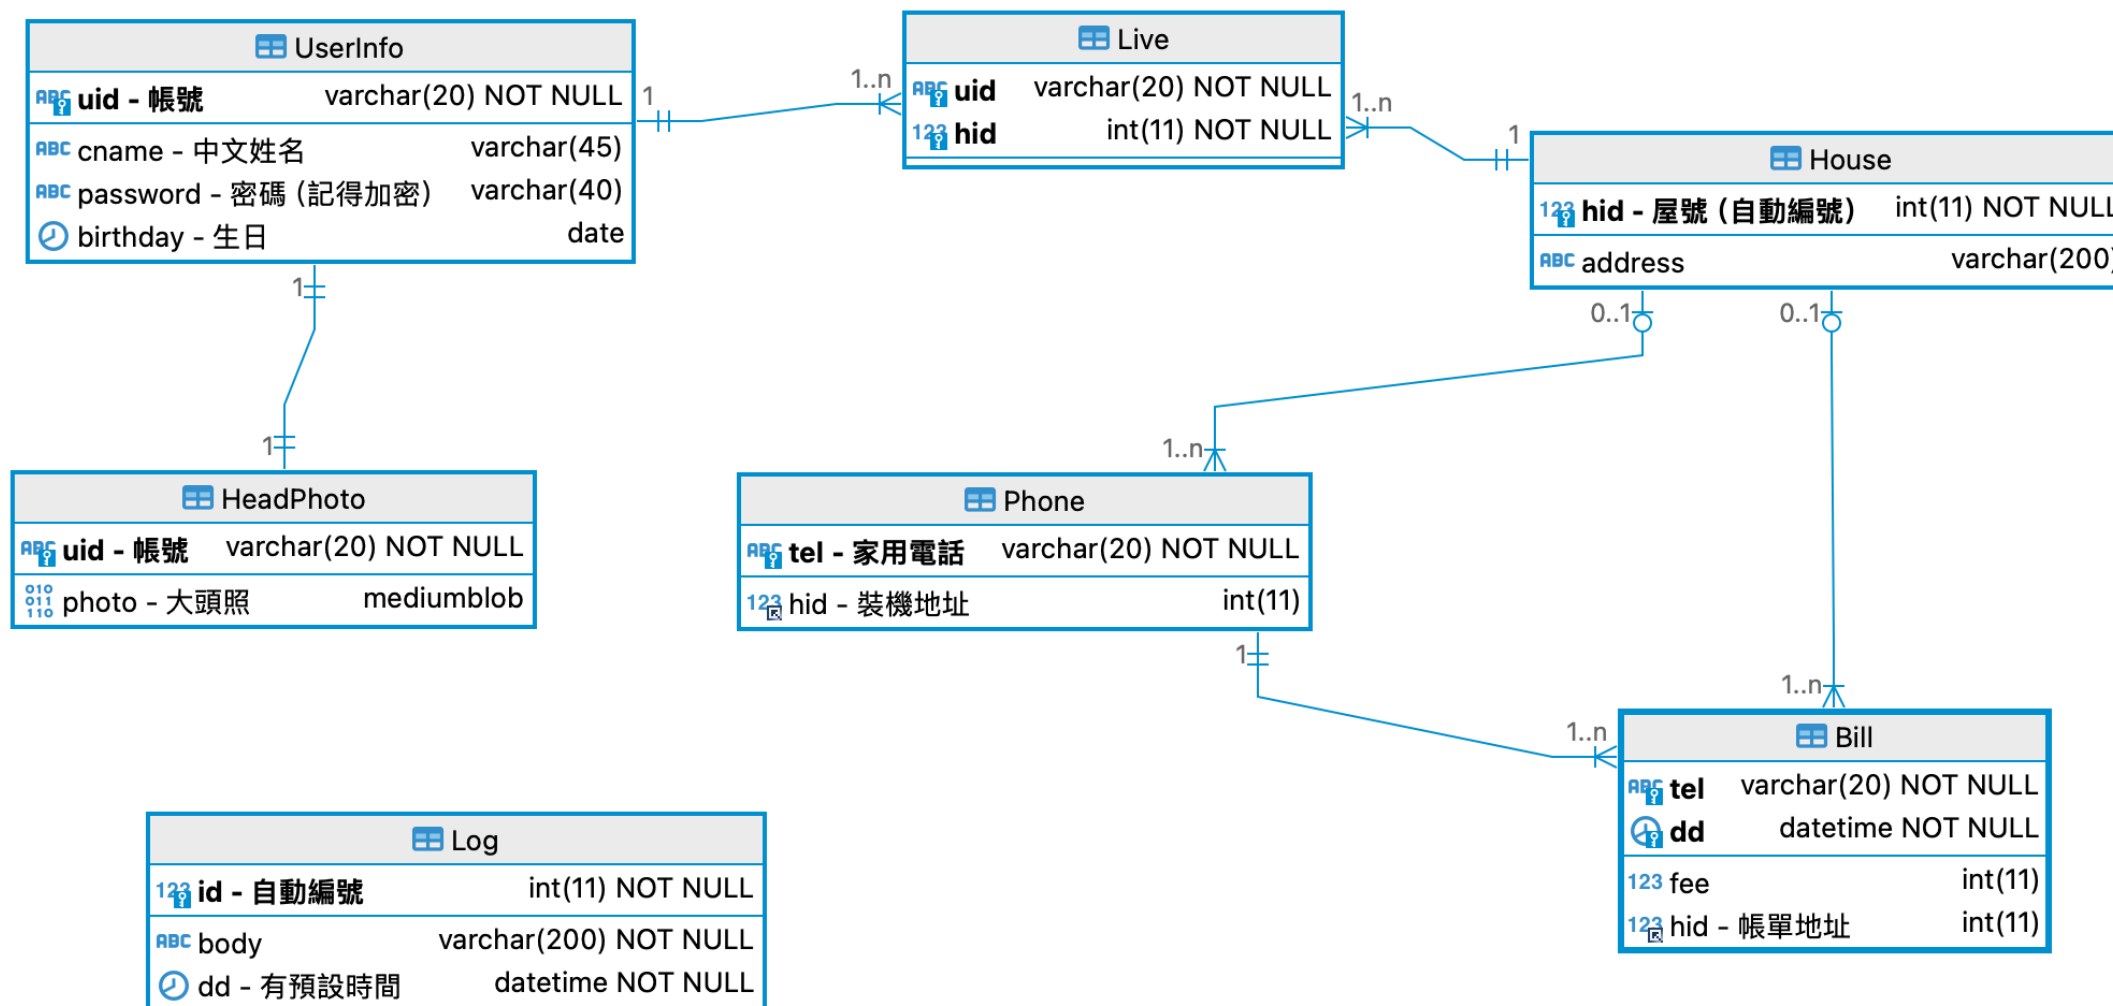 UserInfo
uid - 帳號 varchar(20) NOT NULL
cname - 中文姓名 varchar(45)
password - 密碼 (記得加密) varchar(40)
birthday - 生日 date
1
1..n
Live
uid varchar(20) NOT NULL
hid int(11) NOT NULL
1..n
1
House
hid - 屋號 (自動編號) int(11) NOT NULL
address varchar(200)
1
1
0..1
0..1
HeadPhoto
uid - 帳號 varchar(20) NOT NULL
photo - 大頭照 mediumblob
1..n
Phone
tel - 家用電話 varchar(20) NOT NULL
hid - 裝機地址 int(11)
1
1..n
1..n
Bill
tel varchar(20) NOT NULL
dd datetime NOT NULL
fee int(11)
hid - 帳單地址 int(11)
Log
id - 自動編號 int(11) NOT NULL
body varchar(200) NOT NULL
dd - 有預設時間 datetime NOT NULL